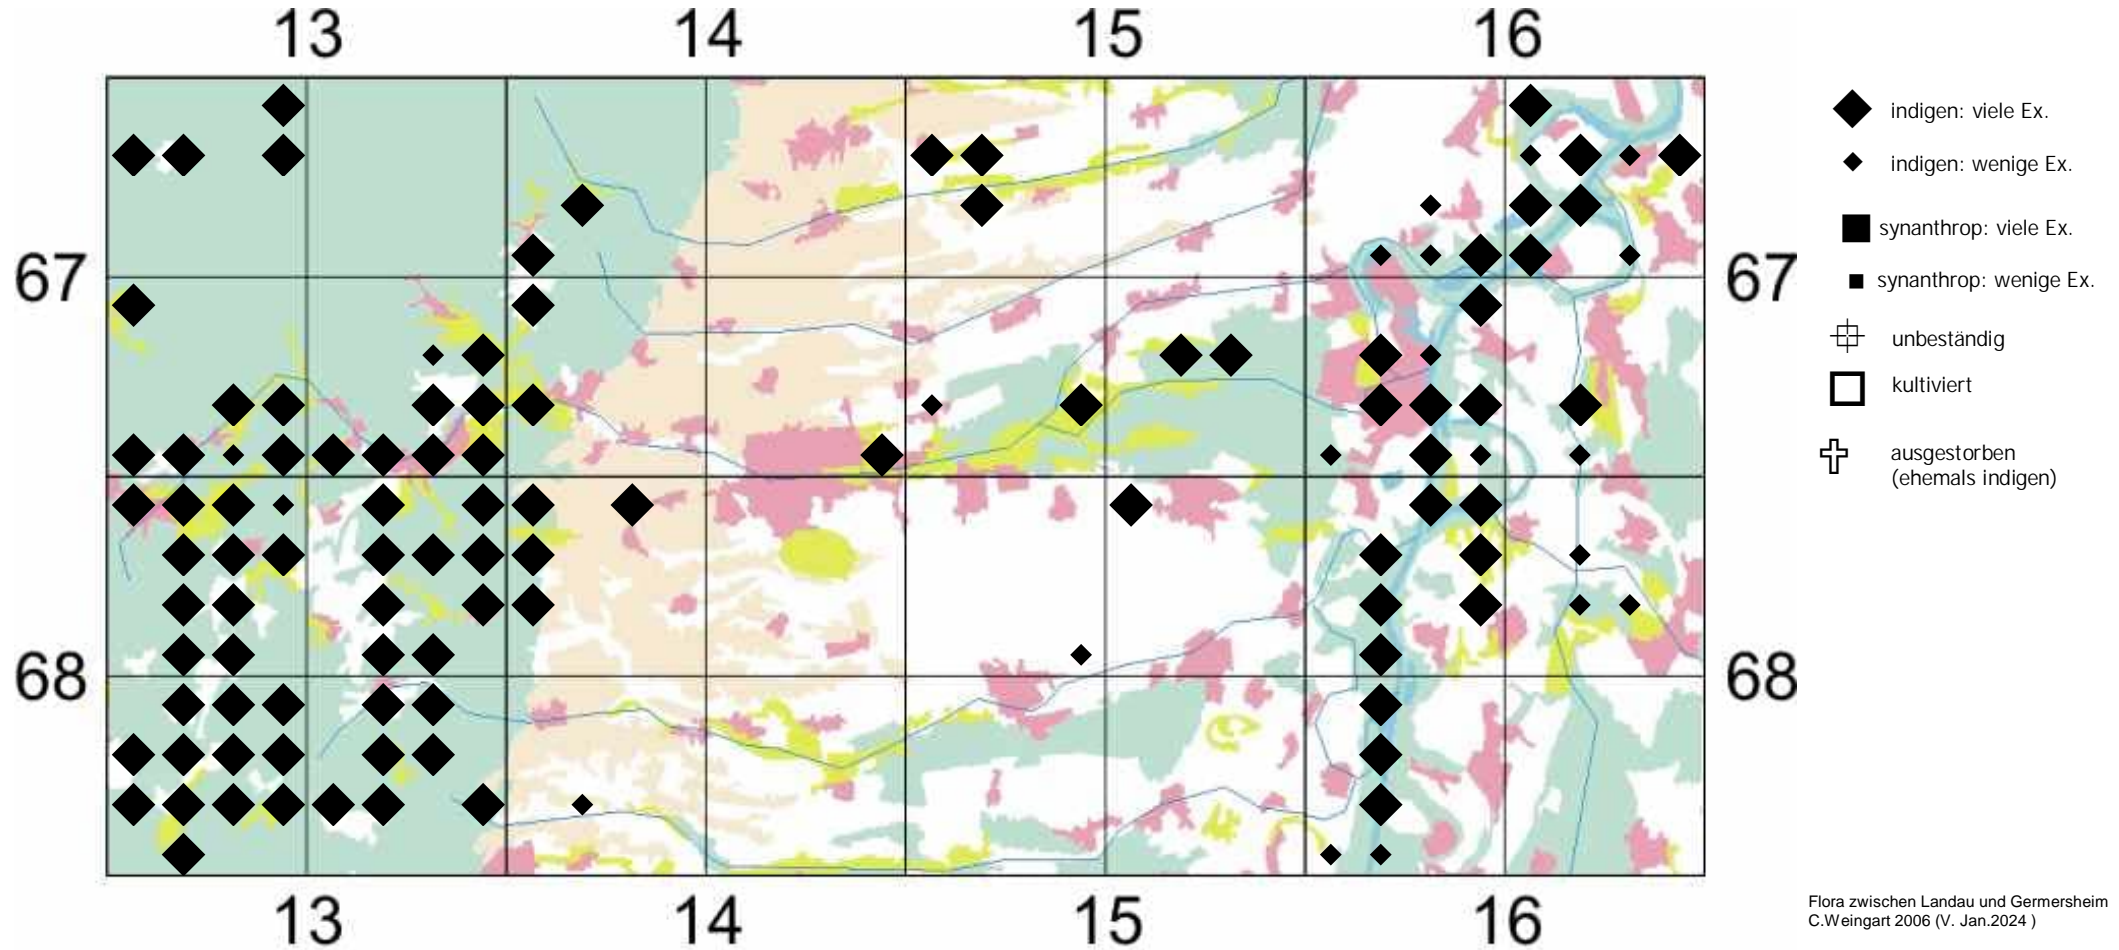 13 14 15 16
indigen: viele Ex.
indigen: wenige Ex.
synanthrop: viele Ex.
67 67
synanthrop: wenige Ex.
unbeständig
kultiviert
ausgestorben
(ehemals indigen)
68 68
13 14 15 16
Flora zwischen Landau und Germersheim
C.Weingart 2006 (V. Jan.2024 )